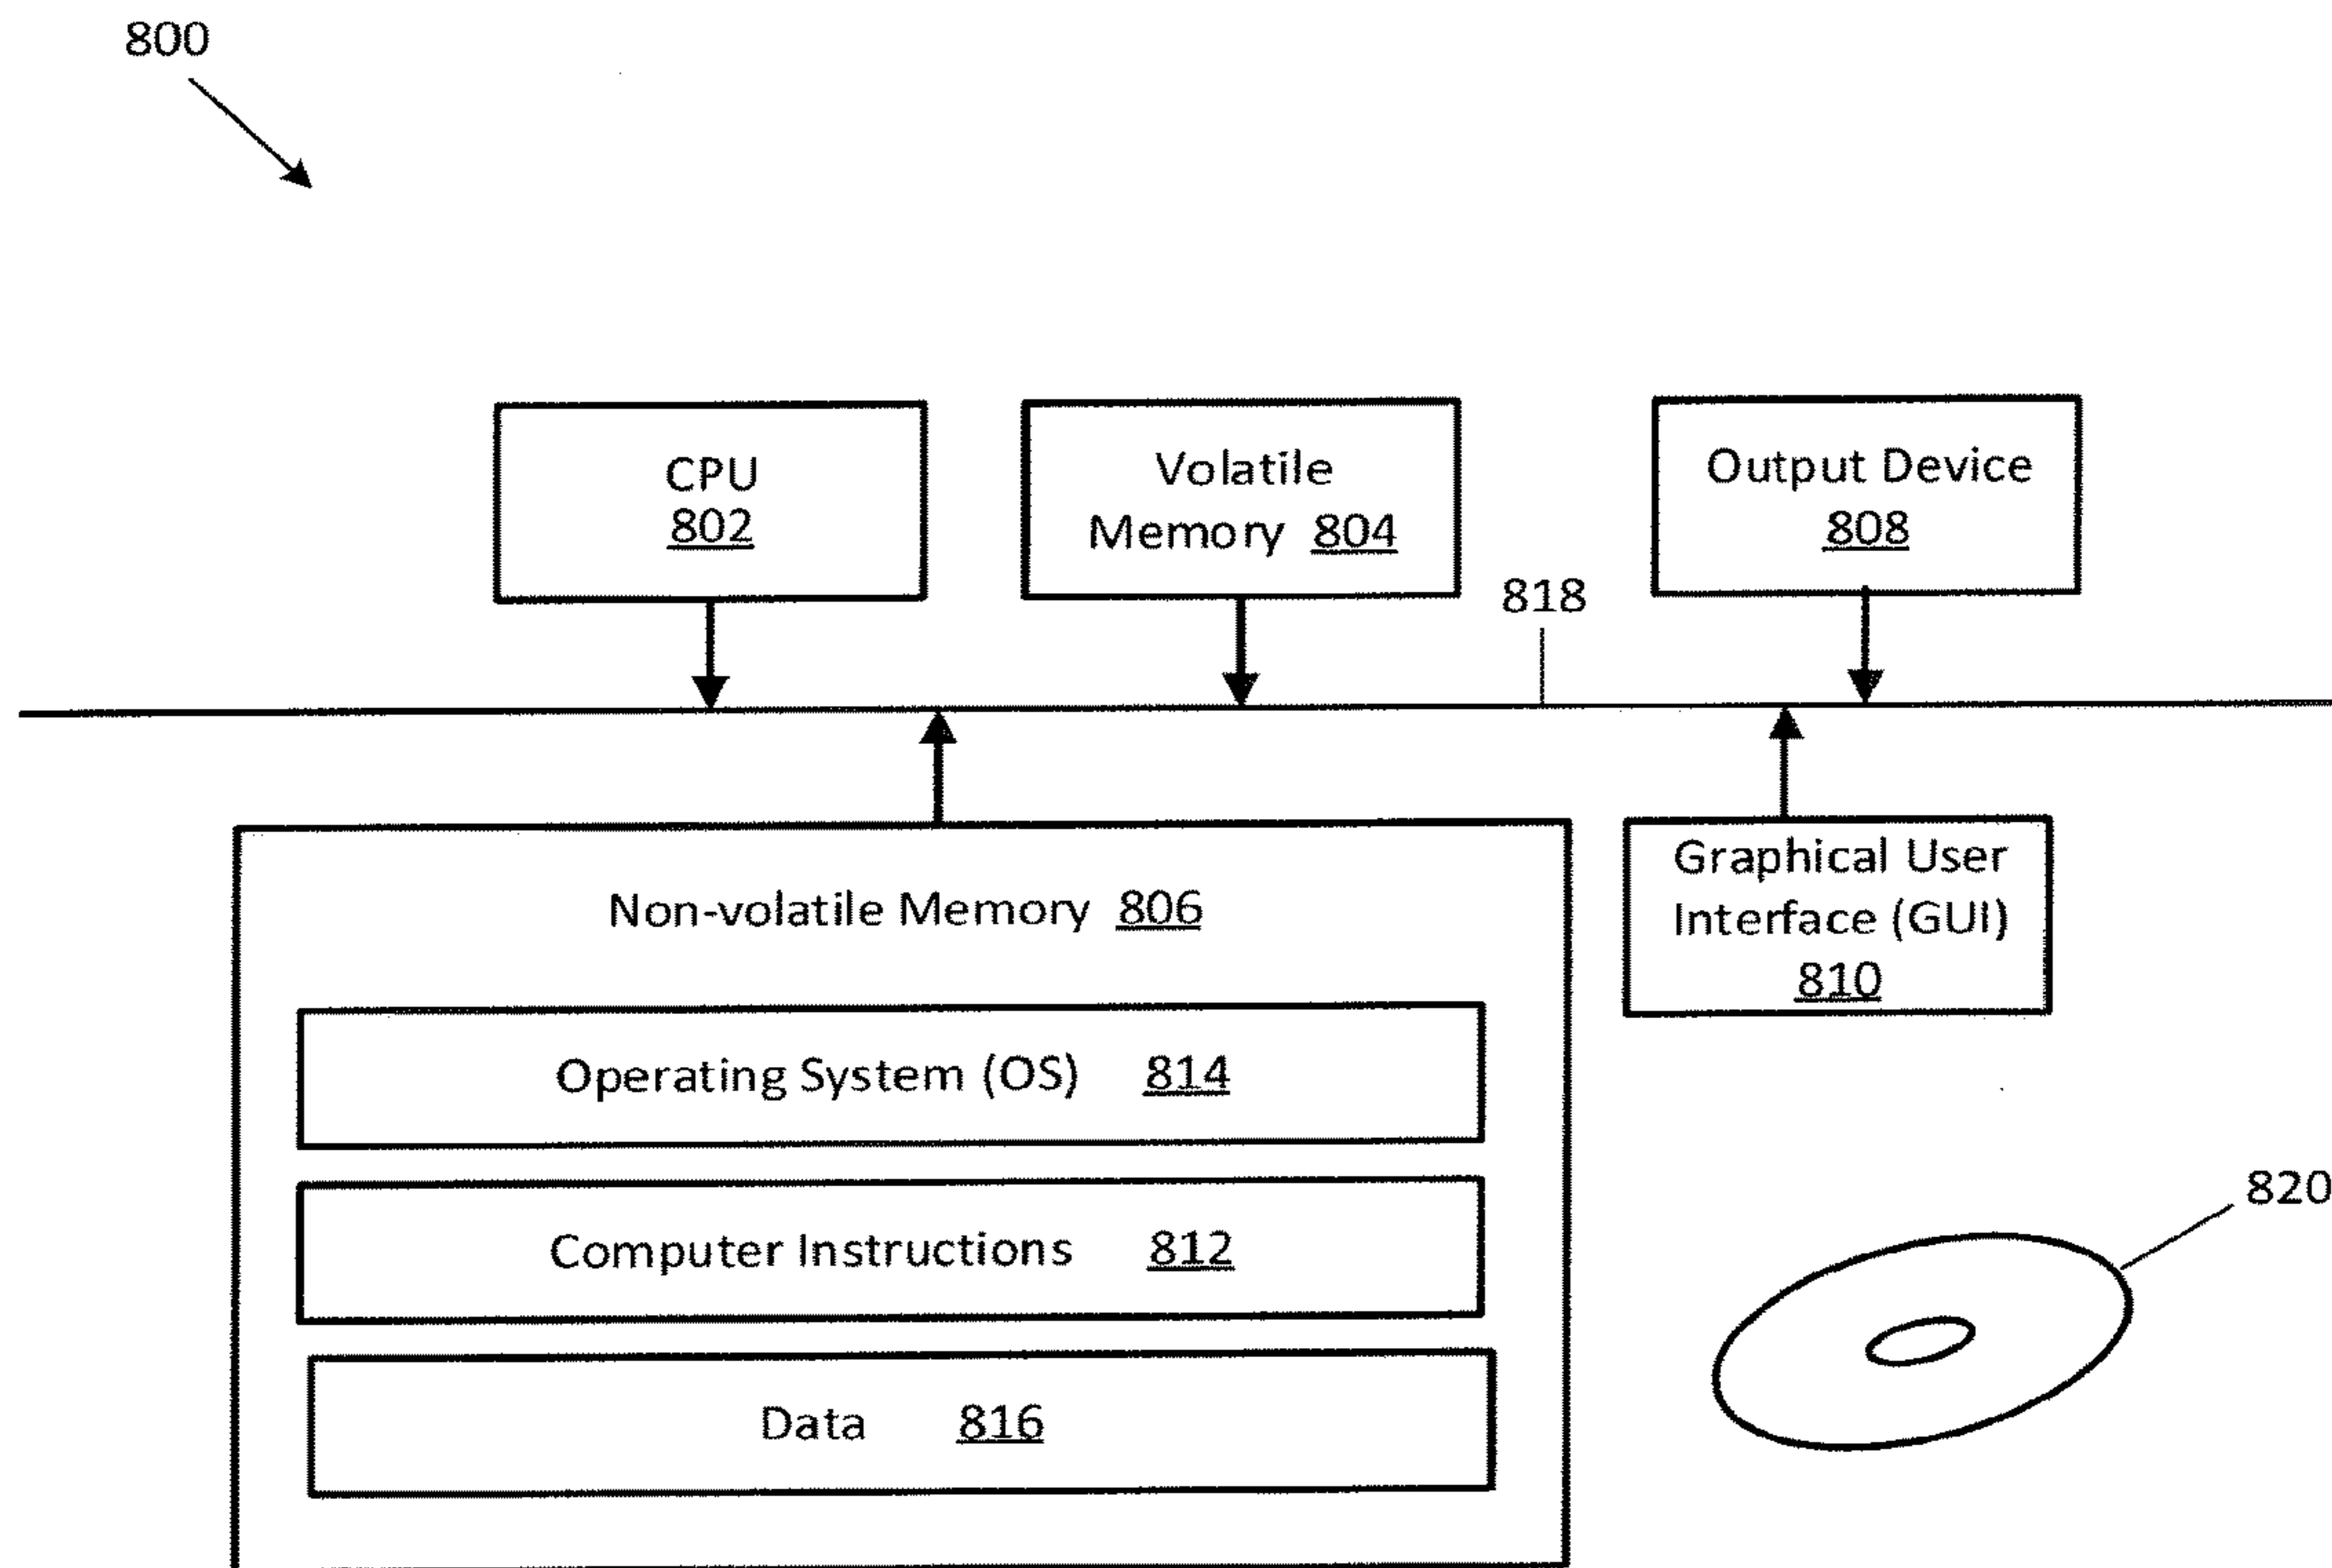 800
CPU
802
Volatile
Memory 804
Output Device
808
818
Non-volatile Memory 806
Operating System (OS) 814
Computer Instructions 812
Data 816
Graphical User
Interface (GUI)
810
820